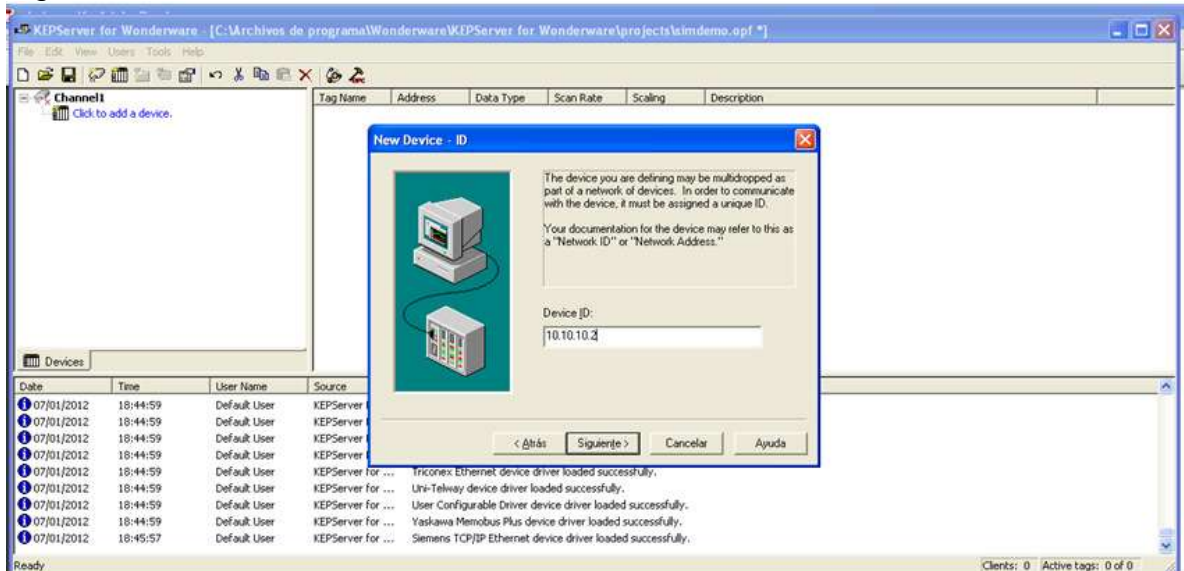 KEPServer for Wonderware - [C:\Archivos de programa\Wonderware\KEPServer for Wonderware\projects\simdemo.opf *]
File Edit View Users Tools Help
Channel1
Click to add a device.
Tag Name Address Data Type Scan Rate Scaling Description
New Device - ID
The device you are defining may be multidropped as
part of a network of devices. In order to communicate
with the device, it must be assigned a unique ID.
Your documentation for the device may refer to this as
a "Network ID" or "Network Address."
Device ID:
10.10.10.2
< Atrás Siguiente > Cancelar Ayuda
Devices
Date Time User Name Source
07/01/2012 18:44:59 Default User KEPServer
07/01/2012 18:44:59 Default User KEPServer
07/01/2012 18:44:59 Default User KEPServer
07/01/2012 18:44:59 Default User KEPServer
07/01/2012 18:44:59 Default User KEPServer for ... Triconex Ethernet device driver loaded successfully.
07/01/2012 18:44:59 Default User KEPServer for ... Uni-Telway device driver loaded successfully.
07/01/2012 18:44:59 Default User KEPServer for ... User Configurable Driver device driver loaded successfully.
07/01/2012 18:44:59 Default User KEPServer for ... Yaskawa Memobus Plus device driver loaded successfully.
07/01/2012 18:45:57 Default User KEPServer for ... Siemens TCP/IP Ethernet device driver loaded successfully.
Ready Clients: 0 Active tags: 0 of 0